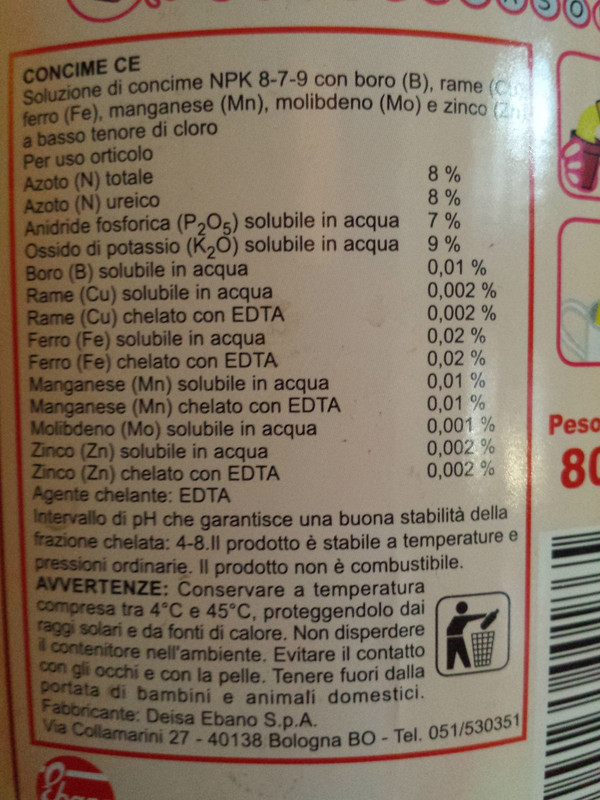 CONCIME CE
Soluzione di concime NPK 8-7-9 con boro (B), rame (Cu)
ferro (Fe), manganese (Mn), molibdeno (Mo) e zinco (Zn)
a basso tenore di cloro
Per uso orticolo
Azoto (N) totale 8 %
Azoto (N) ureico 8 %
Anidride fosforica (P2O5) solubile in acqua 7 %
Ossido di potassio (K2O) solubile in acqua 9 %
Boro (B) solubile in acqua 0,01 %
Rame (Cu) solubile in acqua 0,002 %
Rame (Cu) chelato con EDTA 0,002 %
Ferro (Fe) solubile in acqua 0,02 %
Ferro (Fe) chelato con EDTA 0,02 %
Manganese (Mn) solubile in acqua 0,01 %
Manganese (Mn) chelato con EDTA 0,01 %
Molibdeno (Mo) solubile in acqua 0,001 %
Zinco (Zn) solubile in acqua 0,002 %
Zinco (Zn) chelato con EDTA 0,002 %
Agente chelante: EDTA
Intervallo di pH che garantisce una buona stabilità della
frazione chelata: 4-8.Il prodotto è stabile a temperature e
pressioni ordinarie. Il prodotto non è combustibile.
AVVERTENZE: Conservare a temperatura
compresa tra 4°C e 45°C, proteggendolo dai
raggi solari e da fonti di calore. Non disperdere
il contenitore nell'ambiente. Evitare il contatto
con gli occhi e con la pelle. Tenere fuori dalla
portata di bambini e animali domestici.
Fabbricante: Deisa Ebano S.p.A.
Via Collamarini 27 - 40138 Bologna BO - Tel. 051/530351
Peso
80